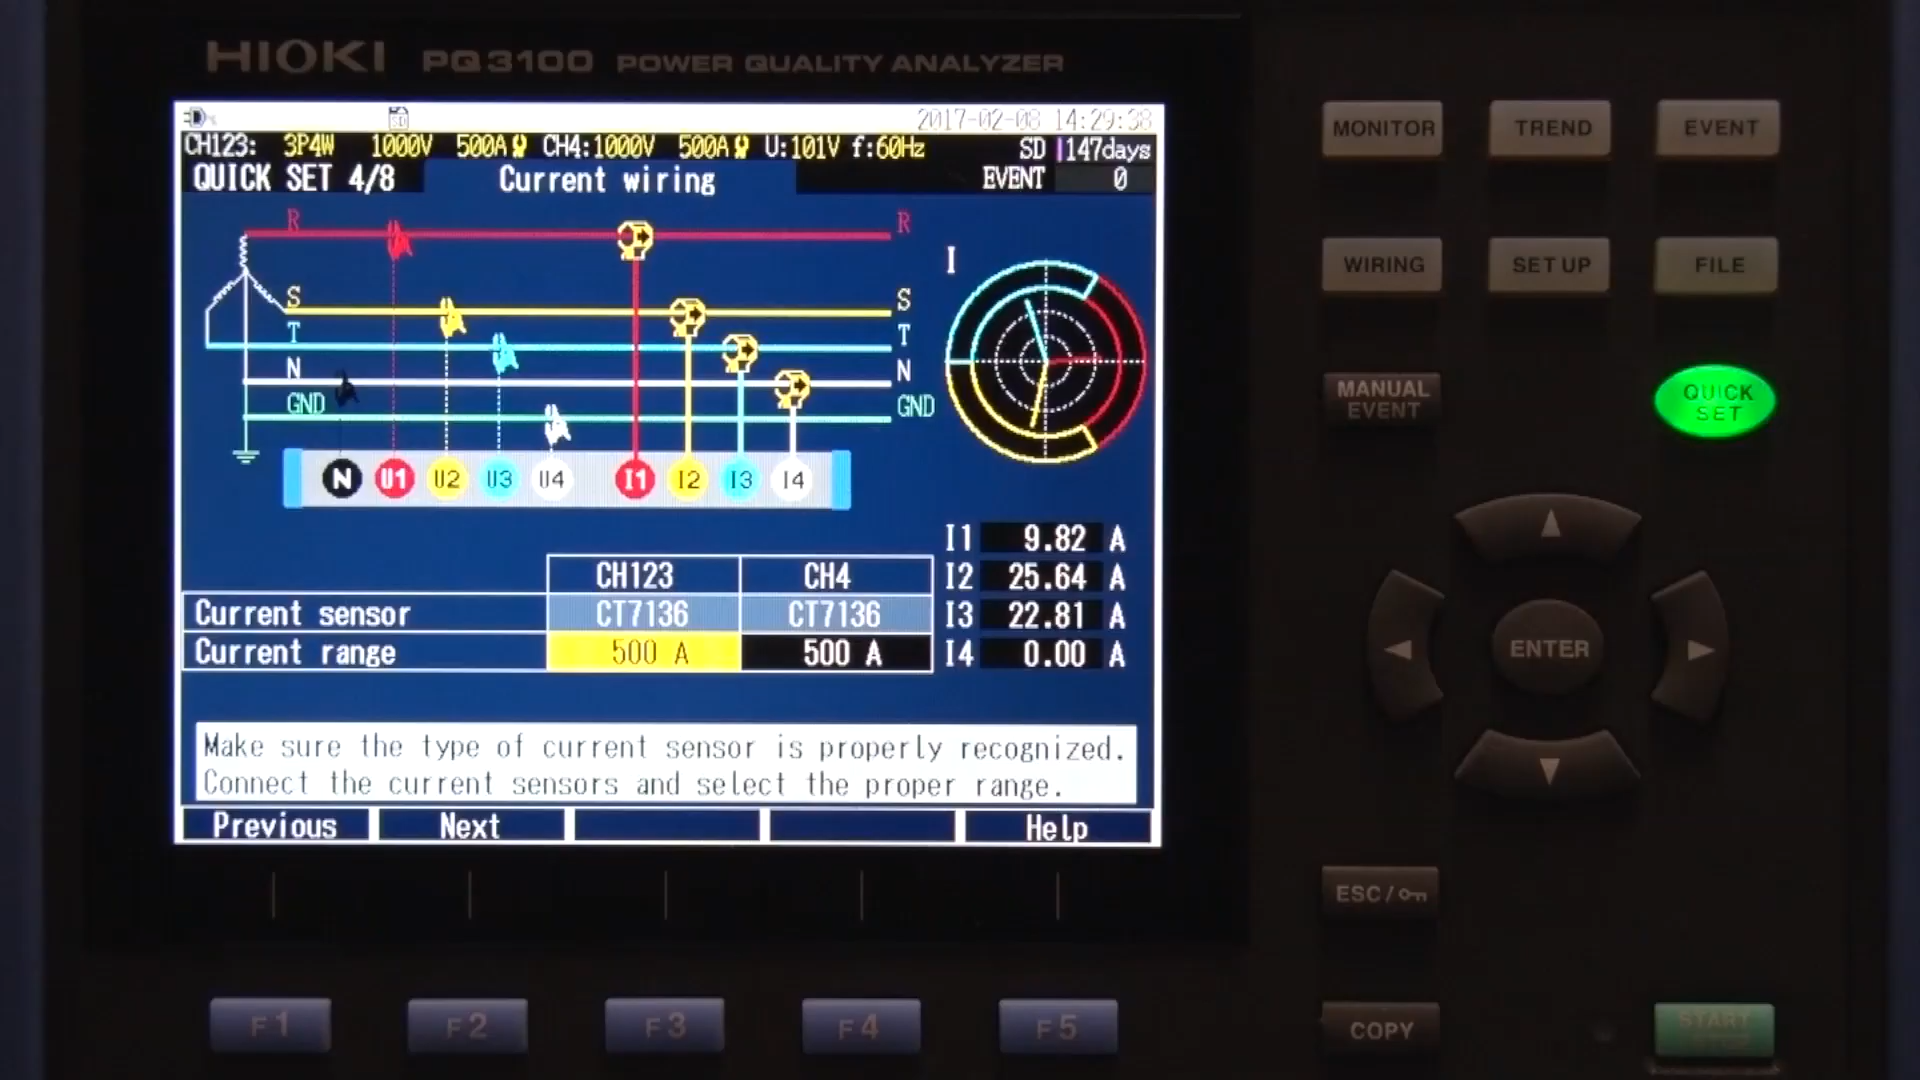 HIOKI PQ3100 POWER QUALITY ANALYZER
2017-02-08 14:29:38
CH123: 3P4W 1000V 500A CH4:1000V 500A U:101V f:60Hz SD 147days
QUICK SET 4/8 Current wiring EVENT 0
R R
I
S S
T T
N N
GND GND
N U1 U2 U3 U4 I1 I2 I3 I4
I1 9.82 A
CH123 CH4 I2 25.64 A
Current sensor CT7136 CT7136 I3 22.81 A
Current range 500 A 500 A I4 0.00 A
Make sure the type of current sensor is properly recognized.
Connect the current sensors and select the proper range.
Previous Next Help
F1 F2 F3 F4 F5
MONITOR TREND EVENT
WIRING SET UP FILE
MANUAL EVENT
QUICK SET
ENTER
ESC/
COPY
START